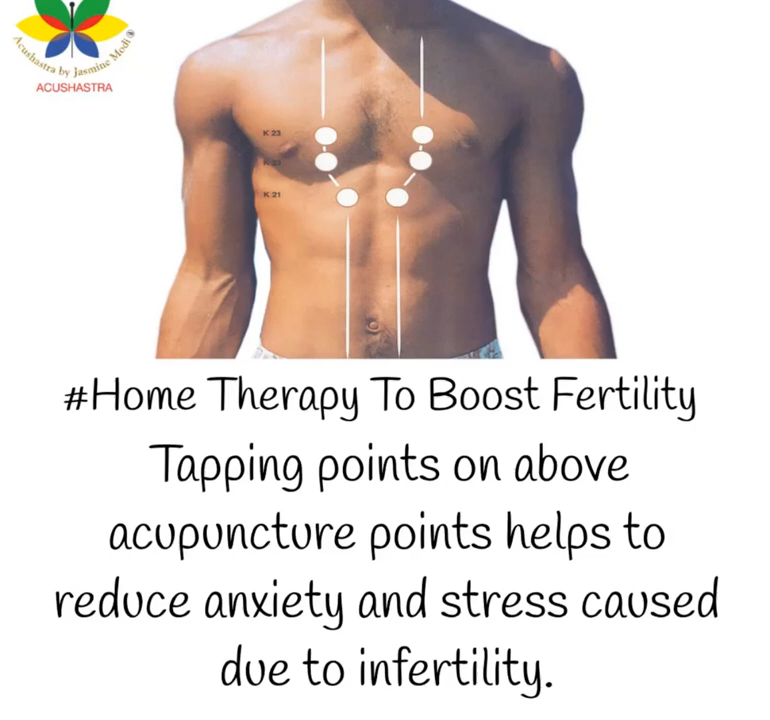 Acushastra by Jasmine Modi®
ACUSHASTRA
K 23
K 22
K 21
#Home Therapy To Boost Fertility
Tapping points on above
acupuncture points helps to
reduce anxiety and stress caused
due to infertility.